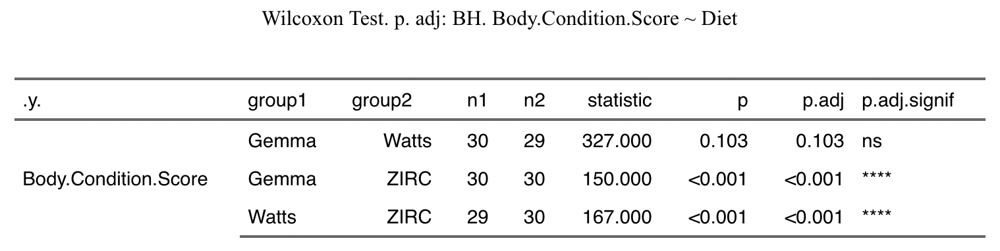 Wilcoxon Test. p. adj: BH. Body.Condition.Score ~ Diet
.y. group1 group2 n1 n2 statistic p p.adj p.adj.signif
Gemma Watts 30 29 327.000 0.103 0.103 ns
Body.Condition.Score Gemma ZIRC 30 30 150.000 <0.001 <0.001 ****
Watts ZIRC 29 30 167.000 <0.001 <0.001 ****